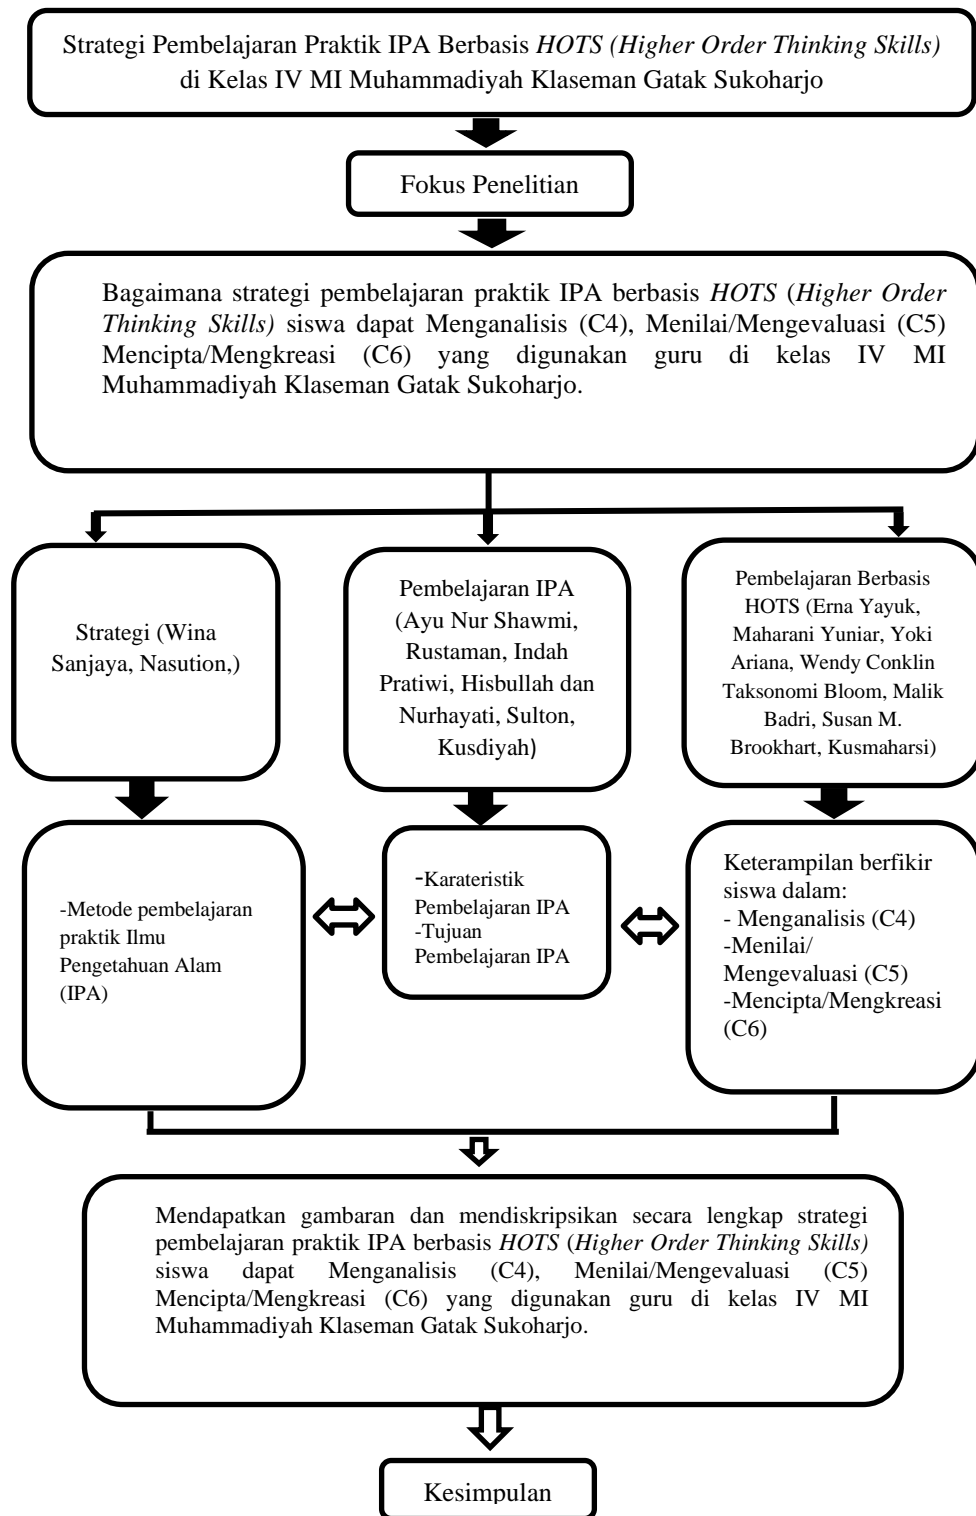 Strategi Pembelajaran Praktik IPA Berbasis HOTS (Higher Order Thinking Skills)
di Kelas IV MI Muhammadiyah Klaseman Gatak Sukoharjo
Fokus Penelitian
Bagaimana strategi pembelajaran praktik IPA berbasis HOTS (Higher Order
Thinking Skills) siswa dapat Menganalisis (C4), Menilai/Mengevaluasi (C5)
Mencipta/Mengkreasi (C6) yang digunakan guru di kelas IV MI
Muhammadiyah Klaseman Gatak Sukoharjo.
Strategi (Wina
Sanjaya, Nasution,)
Pembelajaran IPA
(Ayu Nur Shawmi,
Rustaman, Indah
Pratiwi, Hisbullah dan
Nurhayati, Sulton,
Kusdiyah)
Pembelajaran Berbasis
HOTS (Erna Yayuk,
Maharani Yuniar, Yoki
Ariana, Wendy Conklin
Taksonomi Bloom, Malik
Badri, Susan M.
Brookhart, Kusmaharsi)
-Metode pembelajaran
praktik Ilmu
Pengetahuan Alam
(IPA)
-Karateristik
Pembelajaran IPA
-Tujuan
Pembelajaran IPA
Keterampilan berfikir
siswa dalam:
- Menganalisis (C4)
-Menilai/
Mengevaluasi (C5)
-Mencipta/Mengkreasi
(C6)
Mendapatkan gambaran dan mendiskripsikan secara lengkap strategi
pembelajaran praktik IPA berbasis HOTS (Higher Order Thinking Skills)
siswa dapat Menganalisis (C4), Menilai/Mengevaluasi (C5)
Mencipta/Mengkreasi (C6) yang digunakan guru di kelas IV MI
Muhammadiyah Klaseman Gatak Sukoharjo.
Kesimpulan